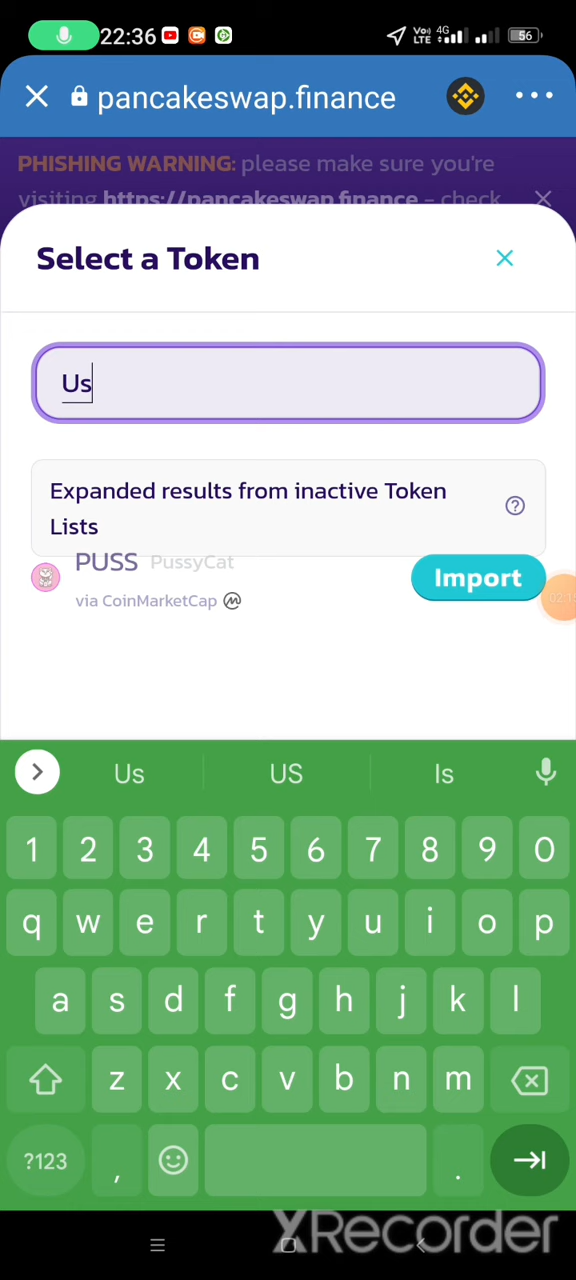 22:36 Vo) LTE 4G 56
pancakeswap.finance
PHISHING WARNING: please make sure you're
visiting https://pancakeswap.finance - check
Select a Token
Us
Expanded results from inactive Token
Lists
PUSS PussyCat
via CoinMarketCap
Import
Us US Is
1 2 3 4 5 6 7 8 9 0
q w e r t y u i o p
a s d f g h j k l
z x c v b n m
?123 , .
XRecorder